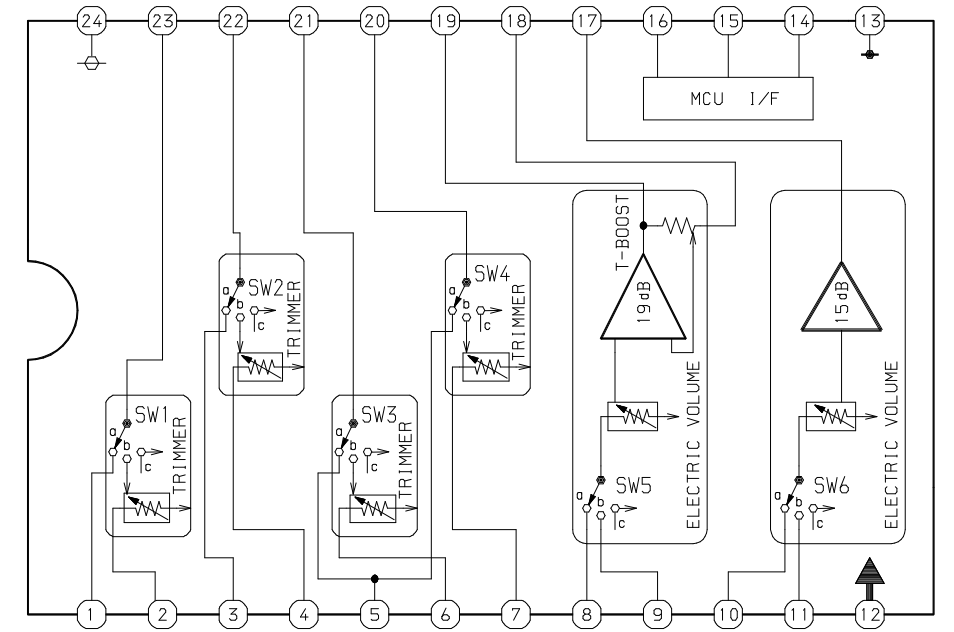 24 23 22 21 20 19 18 17 16 15 14 13
MCU I/F
T-BOOST
SW2
a
b
c
TRIMMER
SW4
a
b
c
TRIMMER
19dB
15dB
SW1
a
b
c
TRIMMER
SW3
a
b
c
TRIMMER
ELECTRIC VOLUME
SW5
a
b
c
ELECTRIC VOLUME
SW6
a
b
c
1 2 3 4 5 6 7 8 9 10 11 12